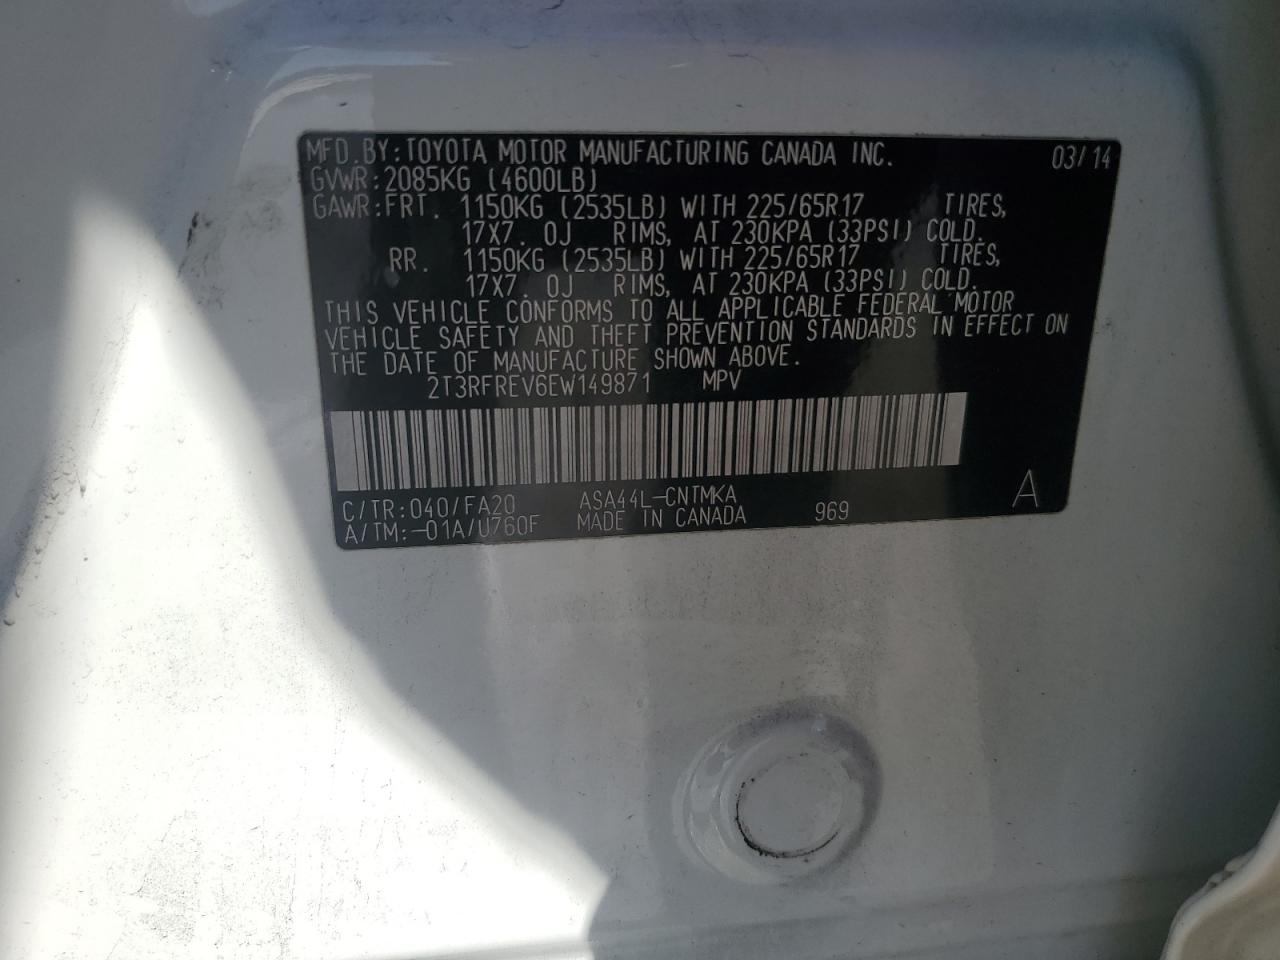 MFD.BY:TOYOTA MOTOR MANUFACTURING CANADA INC. 03/14
GVWR:2085KG (4600LB)
GAWR:FRT. 1150KG (2535LB) WITH 225/65R17 TIRES,
17X7.0J RIMS, AT 230KPA (33PSI) COLD.
RR. 1150KG (2535LB) WITH 225/65R17 TIRES,
17X7.0J RIMS, AT 230KPA (33PSI) COLD.
THIS VEHICLE CONFORMS TO ALL APPLICABLE FEDERAL MOTOR
VEHICLE SAFETY AND THEFT PREVENTION STANDARDS IN EFFECT ON
THE DATE OF MANUFACTURE SHOWN ABOVE.
2T3RFREV6EW149871 MPV
C/TR:040/FA20 ASA44L-CNTMKA
A/TM:-01A/U760F MADE IN CANADA 969 A